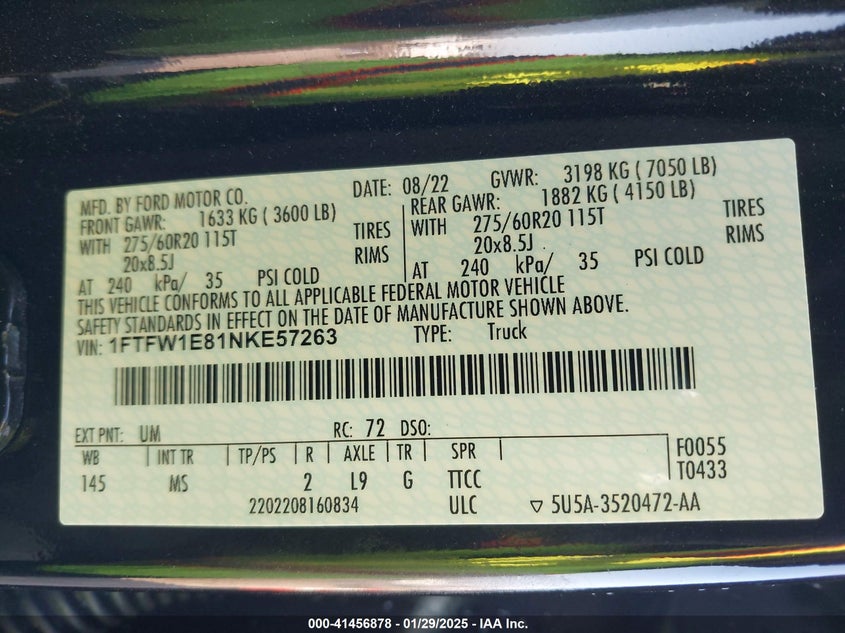 MFD. BY FORD MOTOR CO. DATE: 08/22 GVWR: 3198 KG ( 7050 LB)
FRONT GAWR: 1633 KG ( 3600 LB) REAR GAWR: 1882 KG ( 4150 LB)
WITH 275/60R20 115T TIRES WITH 275/60R20 115T TIRES
20x8.5J RIMS 20x8.5J RIMS
AT 240 kPa/ 35 PSI COLD AT 240 kPa/ 35 PSI COLD
THIS VEHICLE CONFORMS TO ALL APPLICABLE FEDERAL MOTOR VEHICLE
SAFETY STANDARDS IN EFFECT ON THE DATE OF MANUFACTURE SHOWN ABOVE.
VIN: 1FTFW1E81NKE57263 TYPE: Truck
EXT PNT: UM RC: 72 DSO:
WB INT TR TP/PS R AXLE TR SPR F0055
145 MS 2 L9 G TTCC T0433
2202208160834 ULC ▽ 5U5A-3520472-AA
000-41456878 - 01/29/2025 - IAA Inc.